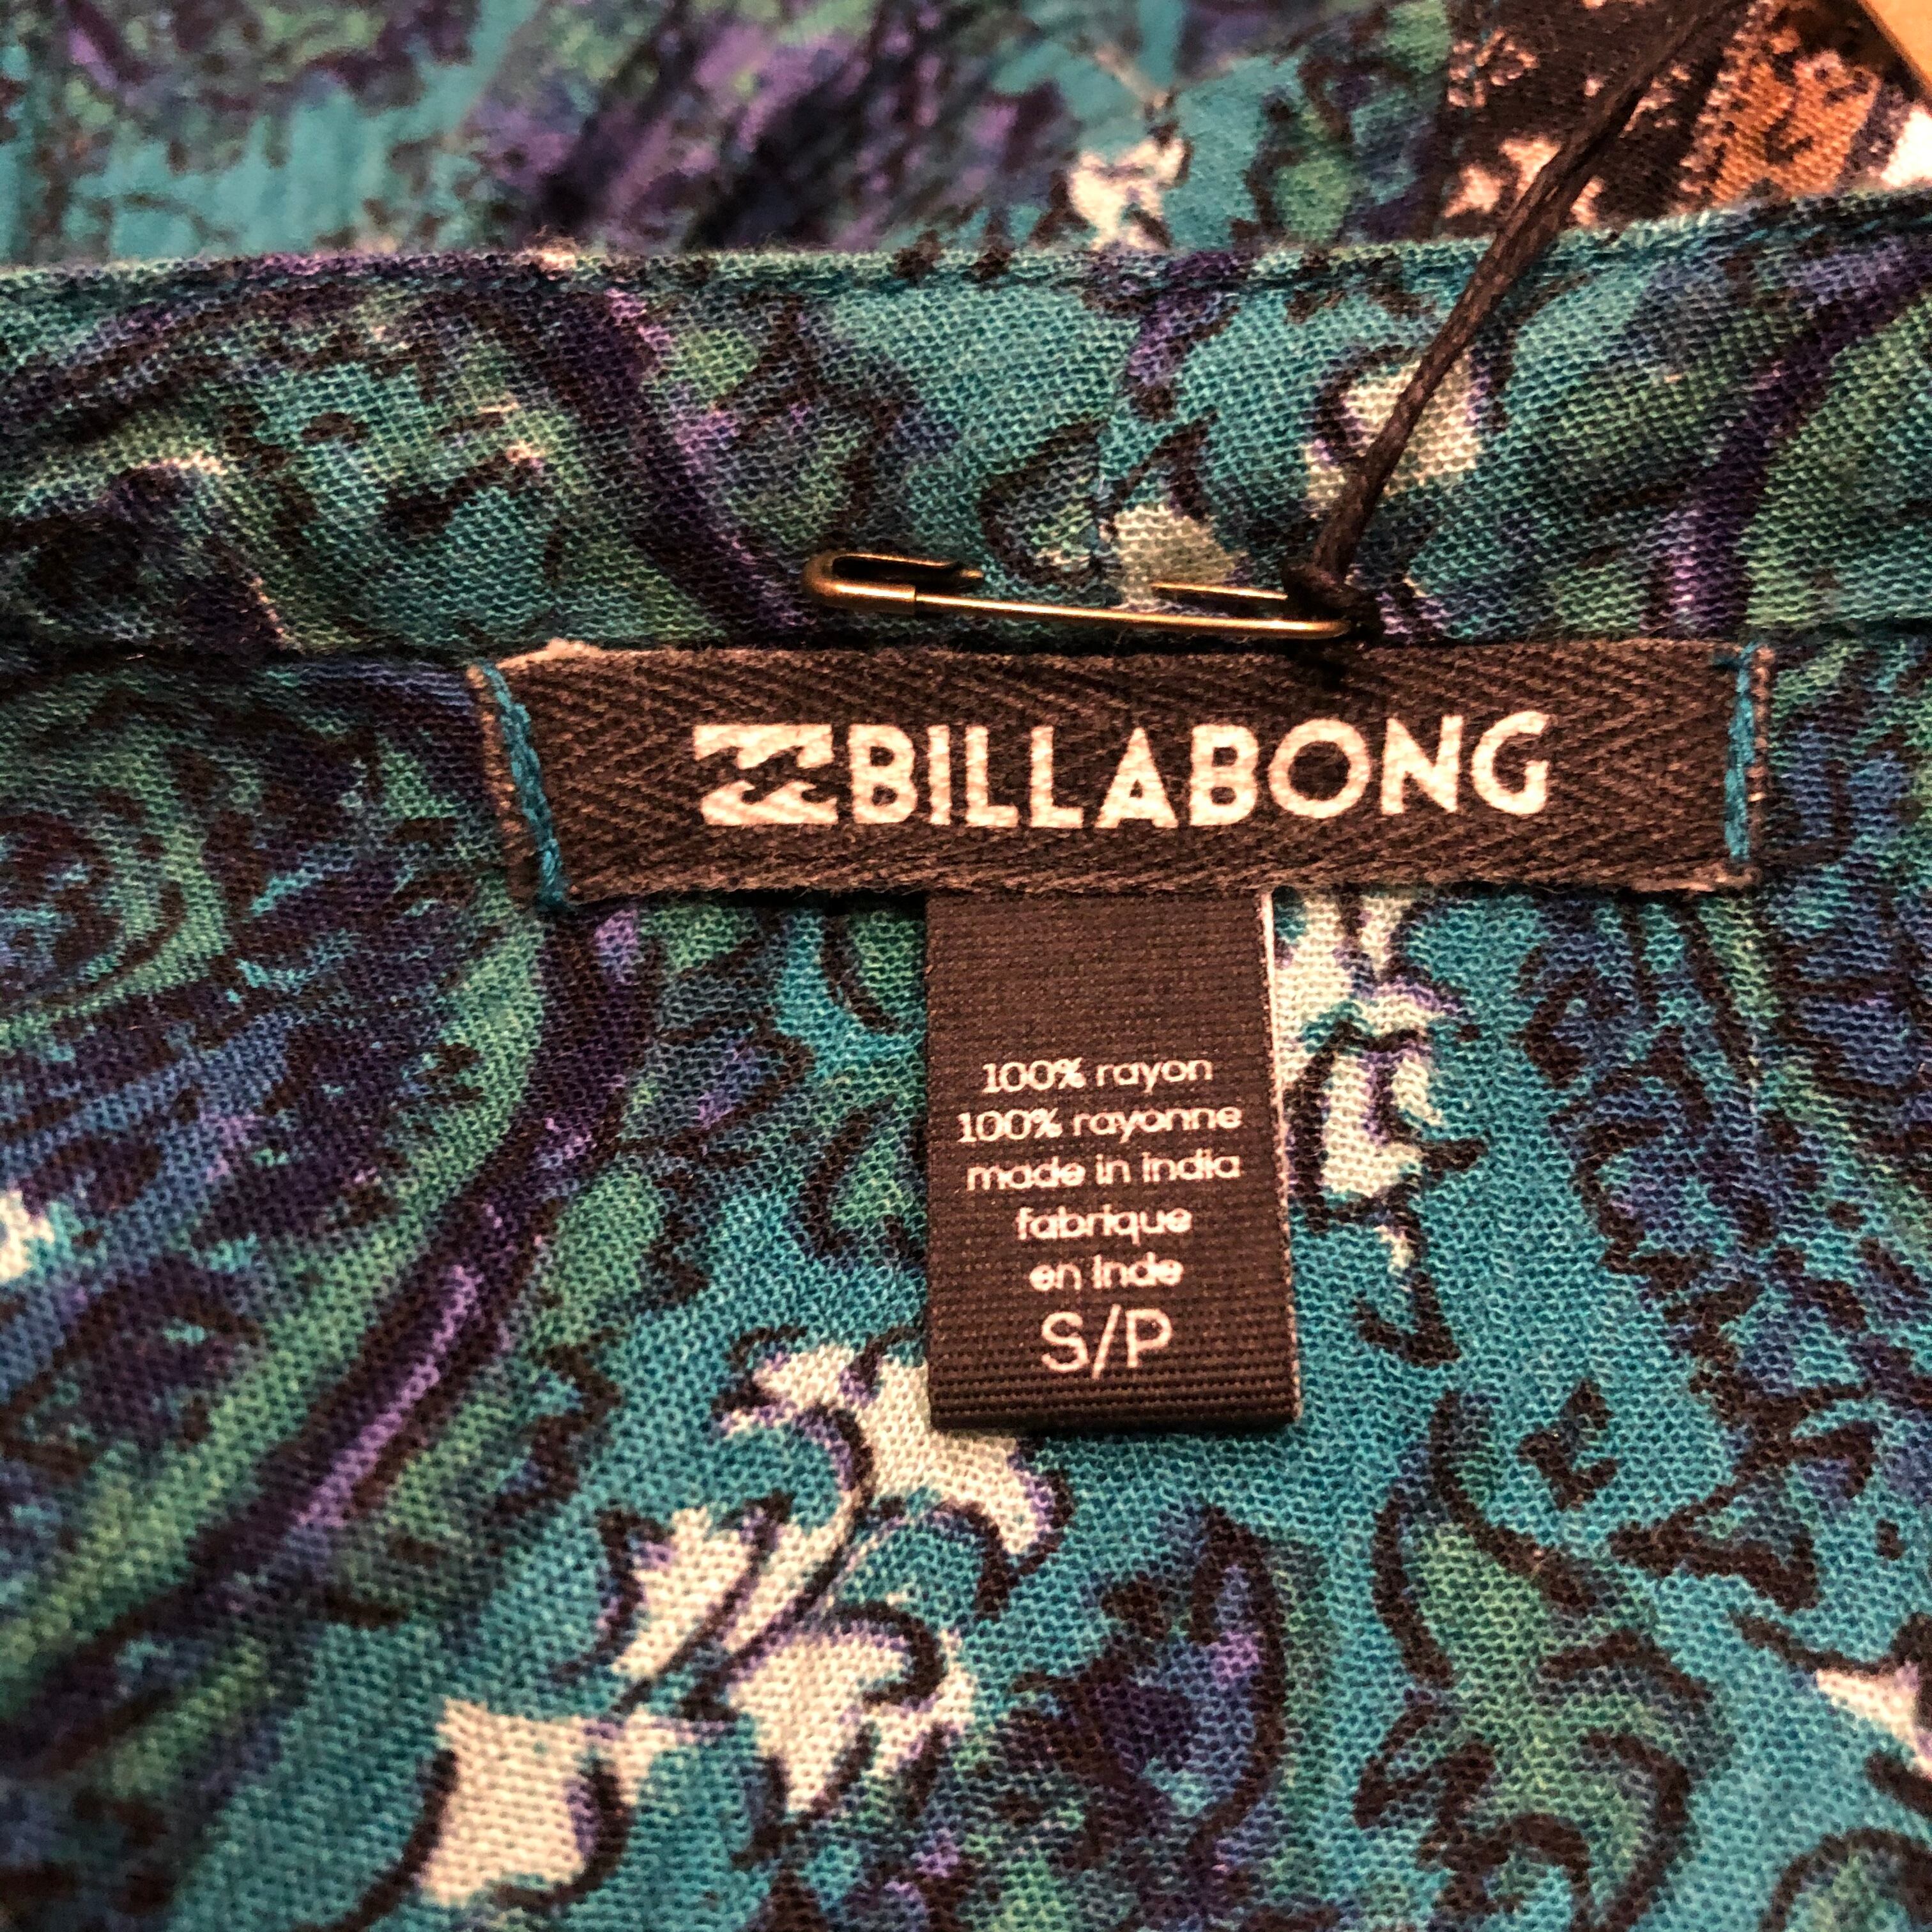 BILLABONG
100% rayon
100% rayonne
made in india
fabrique
en Inde
S/P